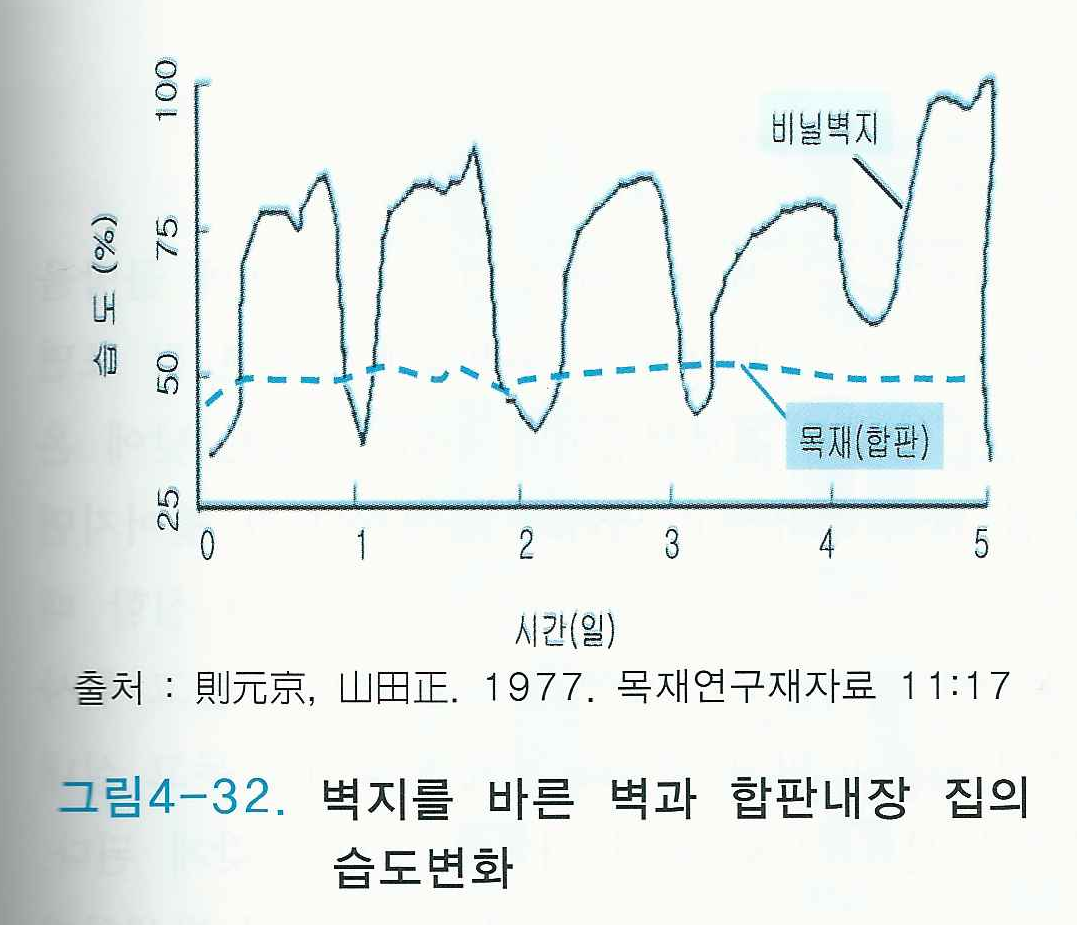 100
75
50
25
습 도 (%)
비닐벽지
목재(합판)
0 1 2 3 4 5
시간(일)
출처 : 則元京, 山田正. 1977. 목재연구재자료 11:17
그림4-32. 벽지를 바른 벽과 합판내장 집의
습도변화